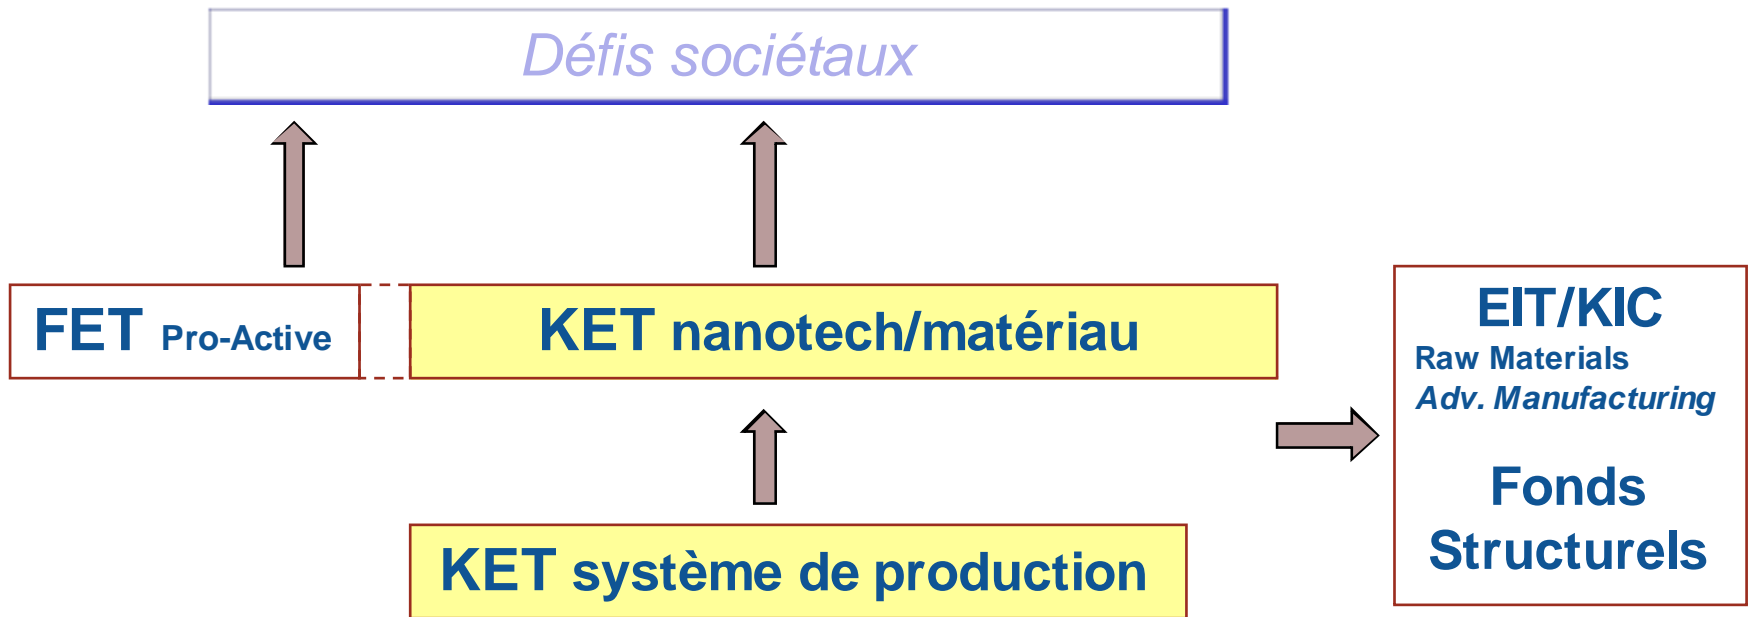 Défis sociétaux
FET Pro-Active
KET nanotech/matériau
EIT/KIC
Raw Materials
Adv. Manufacturing
Fonds
Structurels
KET système de production